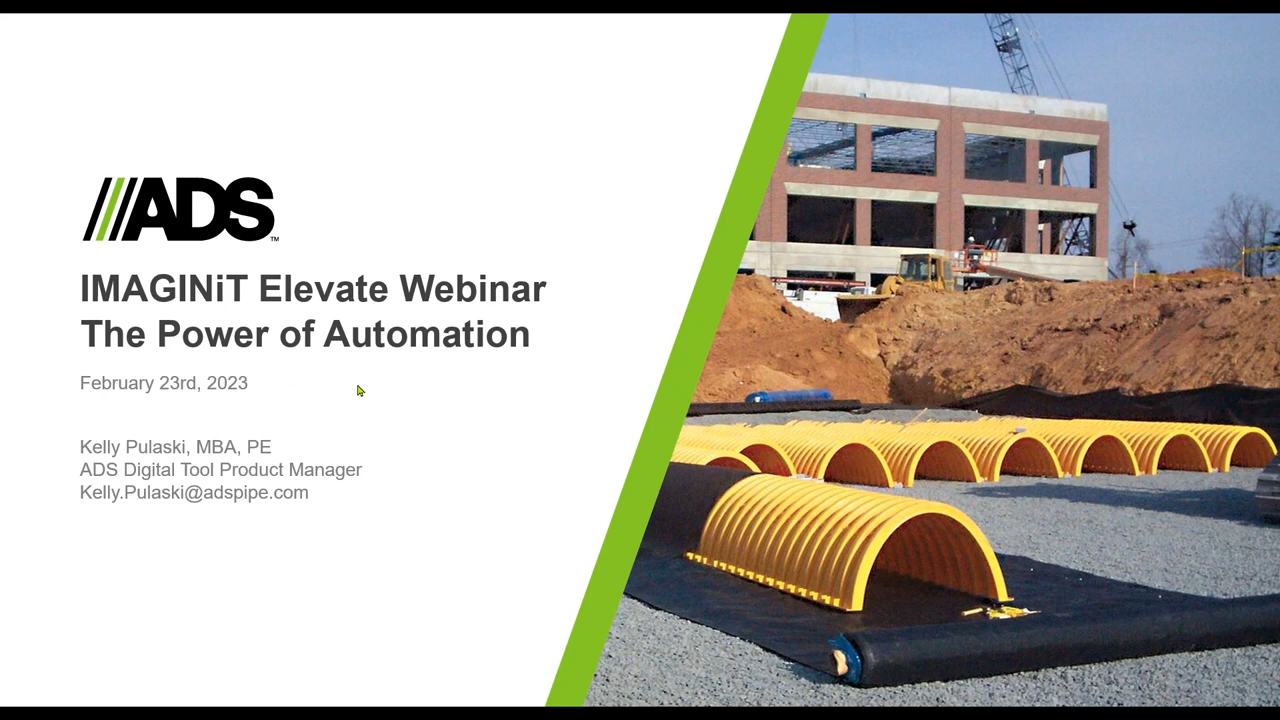 ADS™
IMAGINiT Elevate Webinar
The Power of Automation
February 23rd, 2023
Kelly Pulaski, MBA, PE
ADS Digital Tool Product Manager
Kelly.Pulaski@adspipe.com